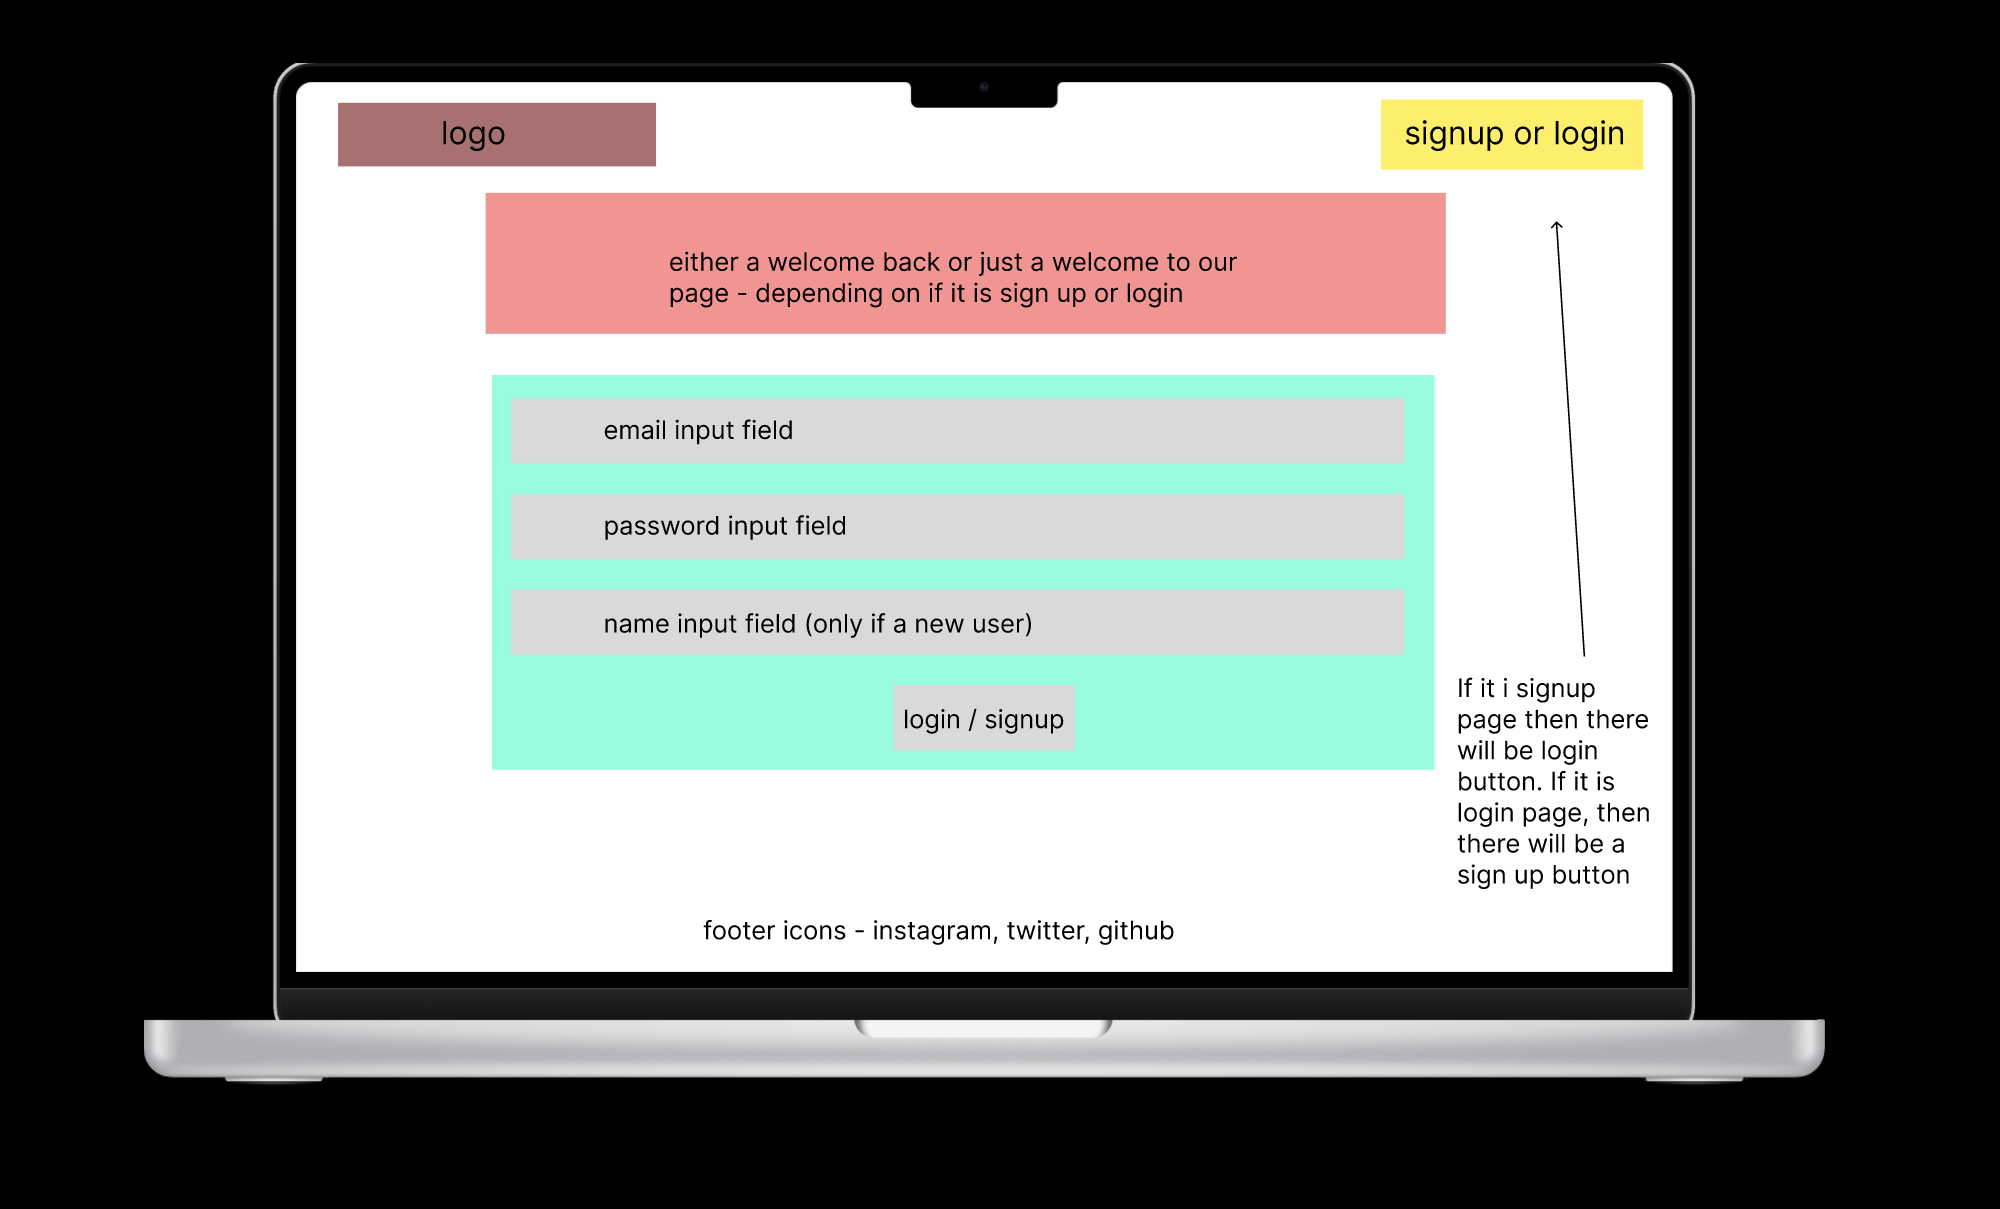 logo
signup or login
either a welcome back or just a welcome to our
page - depending on if it is sign up or login
email input field
password input field
name input field (only if a new user)
login / signup
If it i signup
page then there
will be login
button. If it is
login page, then
there will be a
sign up button
footer icons - instagram, twitter, github